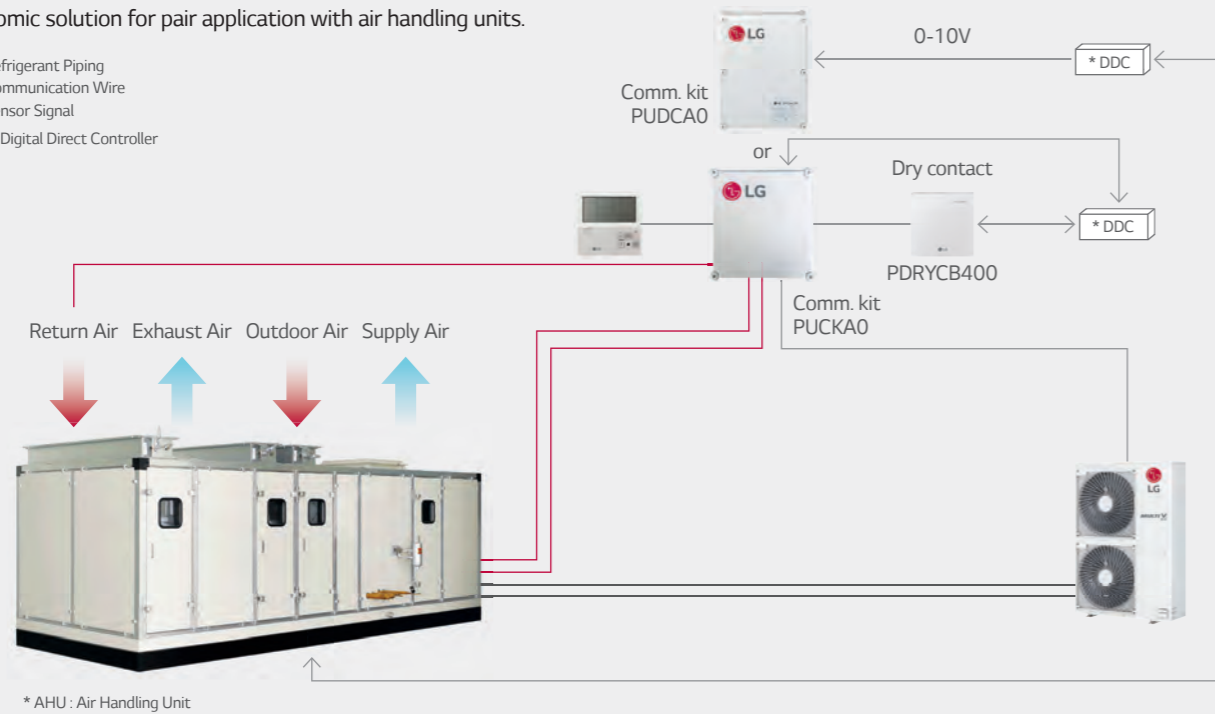 omic solution for pair application with air handling units.
efrigerant Piping
ommunication Wire
ensor Signal
Digital Direct Controller
LG
0-10V
* DDC
Comm. kit
PUDCA0
or
Dry contact
LG
* DDC
PDRYCB400
Comm. kit
PUCKA0
Return Air Exhaust Air Outdoor Air Supply Air
LG
* AHU : Air Handling Unit